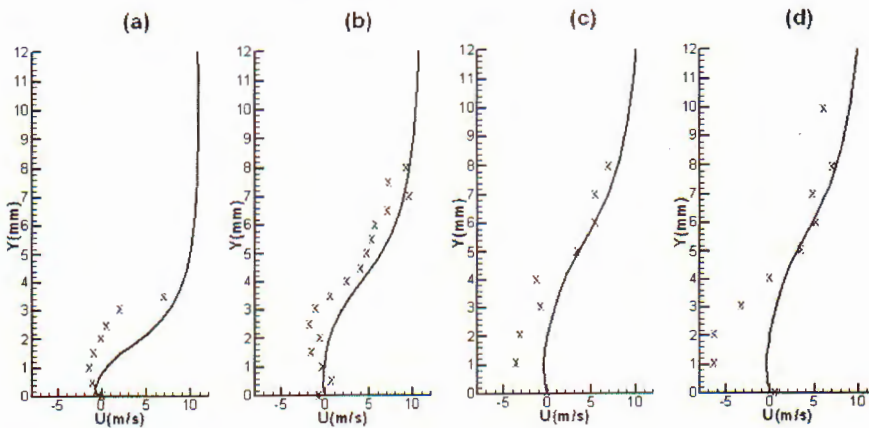 (a) (b) (c) (d)
12 12 12 12
11 11 11 11
10 10 10 10
9 9 9 9
8 8 8 8
7 7 7 7
Y(mm) Y(mm) Y(mm) Y(mm)
6 6 6 6
5 5 5 5
4 4 4 4
3 3 3 3
2 2 2 2
1 1 1 1
0 0 0 0
-5 0 5 10 -5 0 5 10 -5 0 5 10 -5 0 5 10
U(m/s) U(m/s) U(m/s) U(m/s)